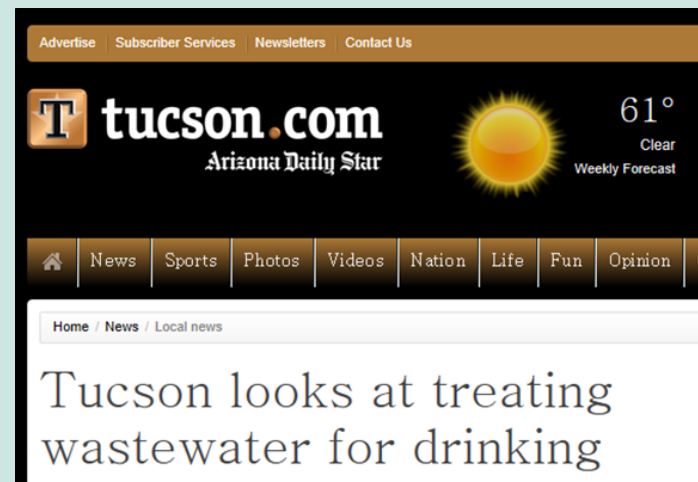 Advertise Subscriber Services Newsletters Contact Us
T tucson.com
Arizona Daily Star
61°
Clear
Weekly Forecast
News Sports Photos Videos Nation Life Fun Opinion
Home / News / Local news
Tucson looks at treating
wastewater for drinking